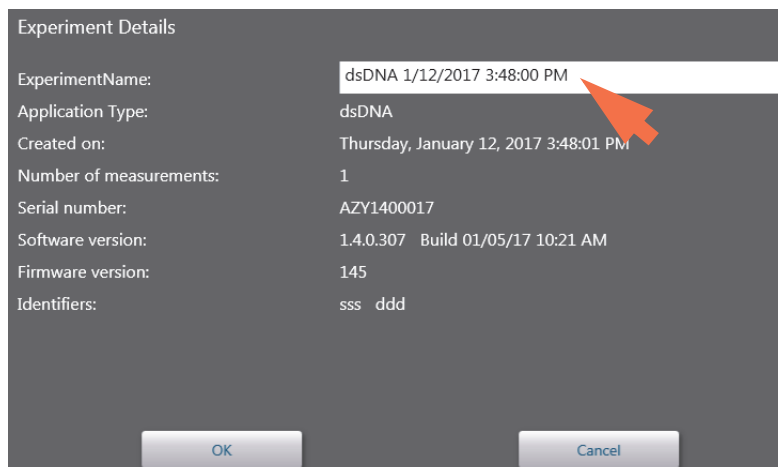 Experiment Details
ExperimentName: dsDNA 1/12/2017 3:48:00 PM
Application Type: dsDNA
Created on: Thursday, January 12, 2017 3:48:01 PM
Number of measurements: 1
Serial number: AZY1400017
Software version: 1.4.0.307 Build 01/05/17 10:21 AM
Firmware version: 145
Identifiers: sss ddd
OK Cancel